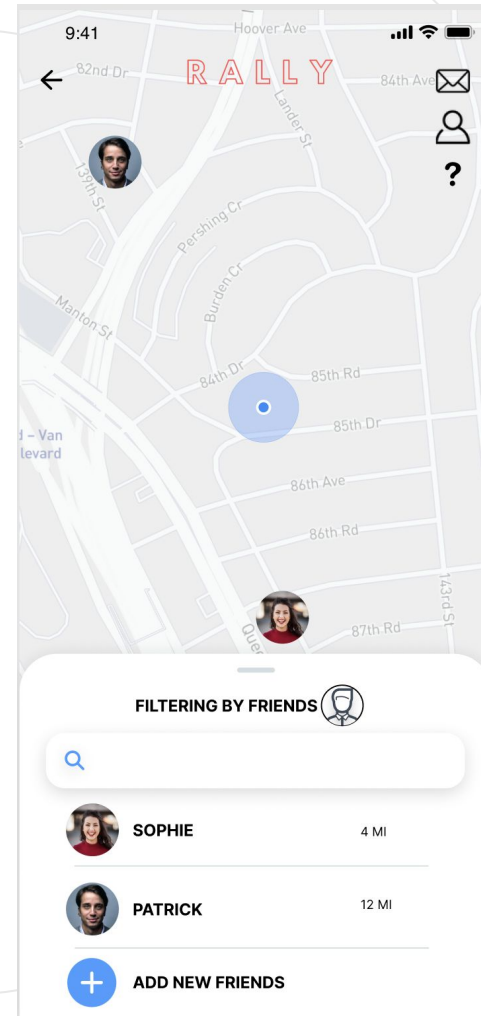 9:41
Hoover Ave
RALLY
82nd Dr
84th Ave
Lander St
139th St
Pershing Cr
Burden Cr
Manton St
84th Dr
85th Rd
85th Dr
– Van
levard
86th Ave
86th Rd
143rd St
87th Rd
?
FILTERING BY FRIENDS
SOPHIE
4 MI
PATRICK
12 MI
ADD NEW FRIENDS